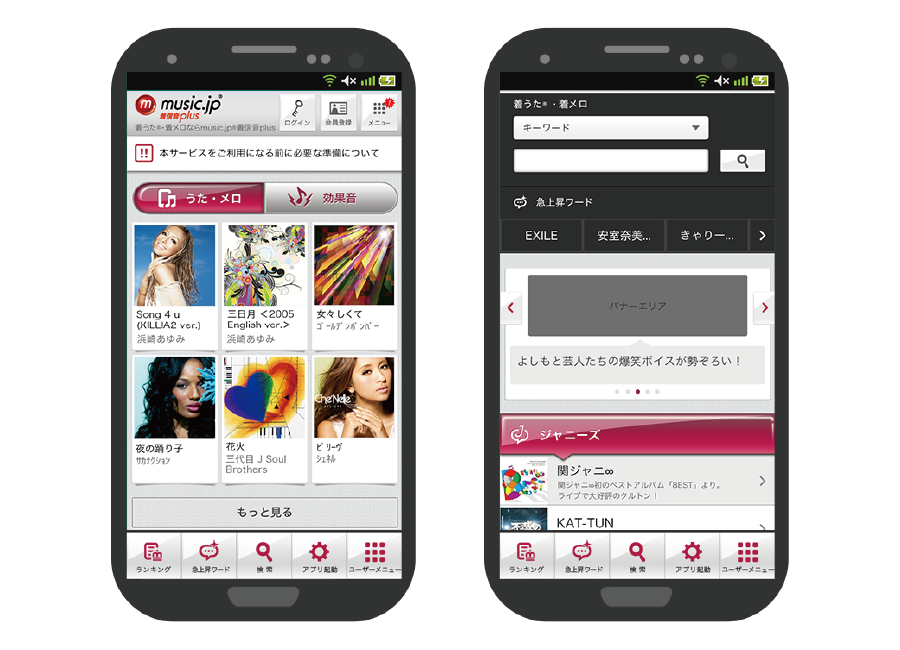 music.jp®
着信音plus
着うた®・着メロならmusic.jp®着信音plus
ログイン
会員登録
メニュー
!!
本サービスをご利用になる前に必要な準備について
うた・メロ
効果音
Song 4 u
(KILLIA2 ver.)
浜崎あゆみ
三日月 <2005
English ver.>
浜崎あゆみ
女々しくて
ゴールデンボンバー
夜の踊り子
サカナクション
花火
三代目 J Soul
Brothers
Che'Nelle
ビリーヴ
シェネル
もっと見る
ランキング
急上昇ワード
検索
アプリ起動
ユーザーメニュー
着うた®・着メロ
キーワード
急上昇ワード
EXILE
安室奈美...
きゃりー...
バナーエリア
よしもと芸人たちの爆笑ボイスが勢ぞろい！
ジャニーズ
関ジャニ∞
関ジャニ∞初のベストアルバム「8EST」より。
ライブで大好評のクルトン！
KAT-TUN
ランキング
急上昇ワード
検索
アプリ起動
ユーザーメニュー